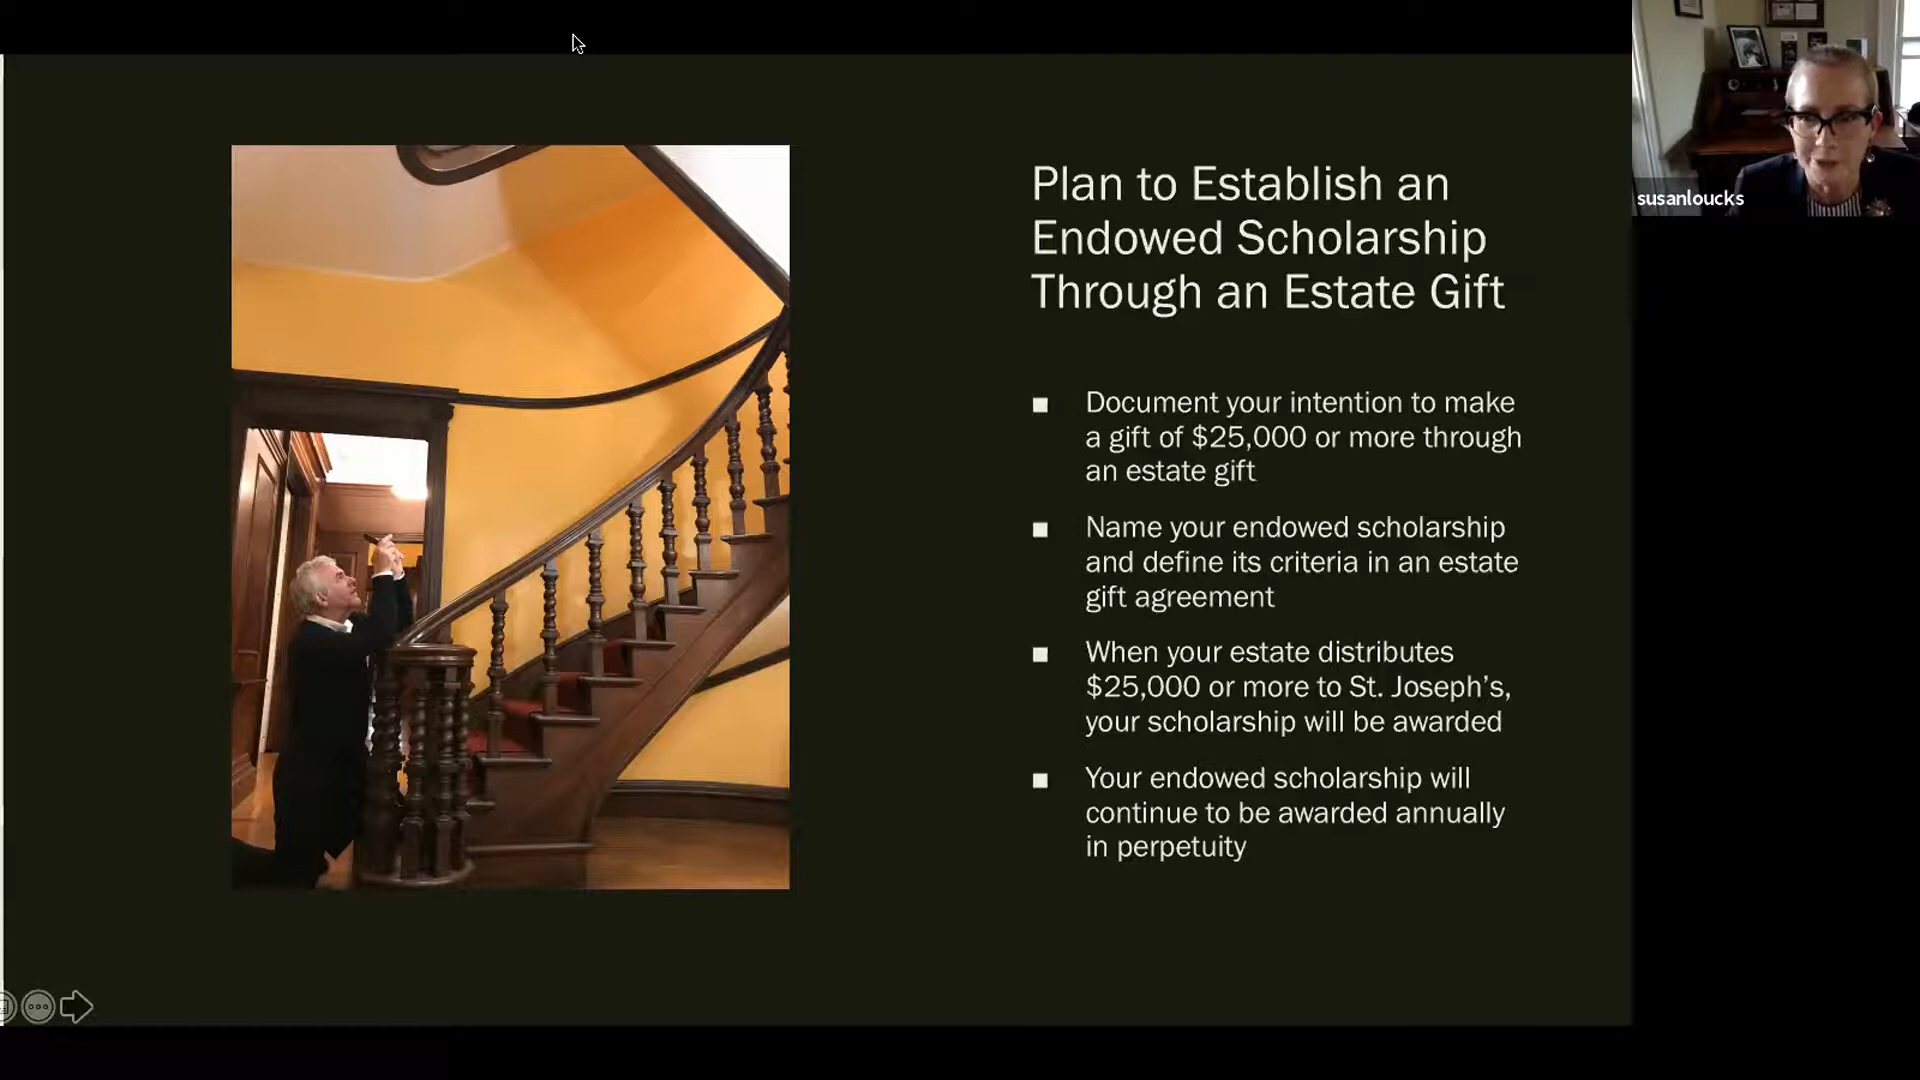 Plan to Establish an
Endowed Scholarship
Through an Estate Gift
■ Document your intention to make
a gift of $25,000 or more through
an estate gift
■ Name your endowed scholarship
and define its criteria in an estate
gift agreement
■ When your estate distributes
$25,000 or more to St. Joseph’s,
your scholarship will be awarded
■ Your endowed scholarship will
continue to be awarded annually
in perpetuity
susanloucks